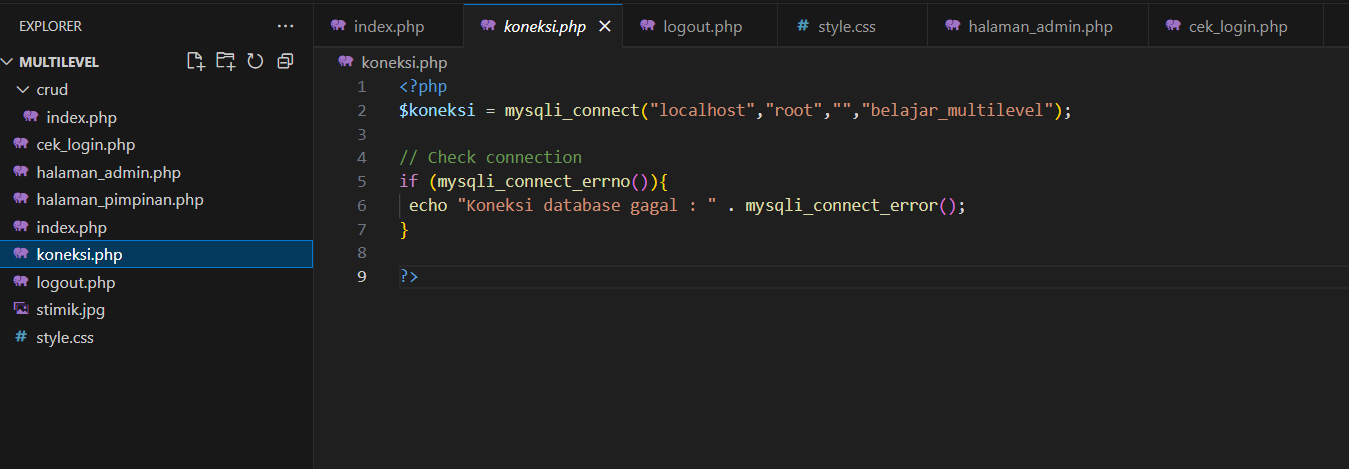 EXPLORER
MULTILEVEL
crud
index.php
cek_login.php
halaman_admin.php
halaman_pimpinan.php
index.php
koneksi.php
logout.php
stimik.jpg
# style.css
index.php koneksi.php logout.php # style.css halaman_admin.php cek_login.php
koneksi.php
1 <?php
2 $koneksi = mysqli_connect("localhost","root","","belajar_multilevel");
3
4 // Check connection
5 if (mysqli_connect_errno()){
6  echo "Koneksi database gagal : " . mysqli_connect_error();
7 }
8
9 ?>